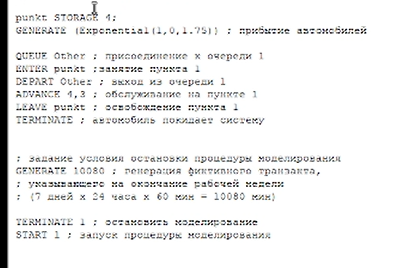 punkt STORAGE 4;
GENERATE (Exponential(1,0,1.75)) ; прибытие автомобилей
QUEUE Other ; присоединение к очереди 1
ENTER punkt ;занятие пункта 1
DEPART Other ; выход из очереди 1
ADVANCE 4,3 ; обслуживание на пункте 1
LEAVE punkt ; освобождение пункта 1
TERMINATE ; автомобиль покидает систему
; задание условия остановки процедуры моделирования
GENERATE 10080 ; генерация фиктивного транзакта,
; указывающего на окончание рабочей недели
; (7 дней x 24 часа x 60 мин = 10080 мин)
TERMINATE 1 ; остановить моделирование
START 1 ; запуск процедуры моделирования